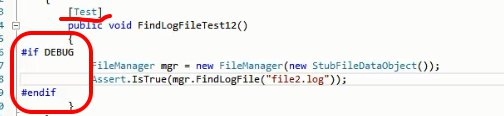 [Test]
public void FindLogFileTest12()
{
#if DEBUG
FileManager mgr = new FileManager(new StubFileDataObject());
Assert.IsTrue(mgr.FindLogFile("file2.log"));
#endif
}